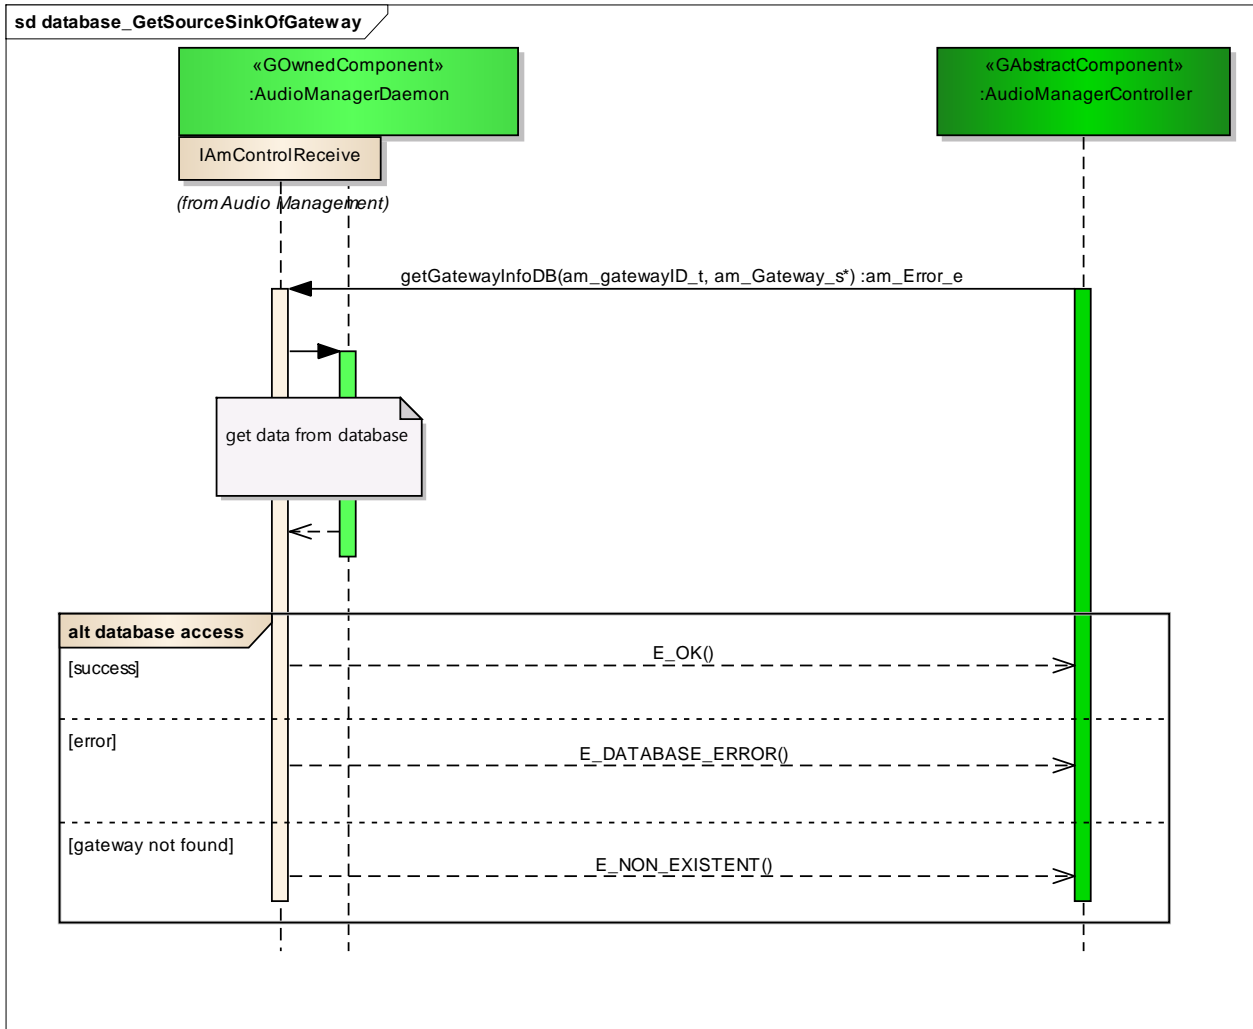 sd database_GetSourceSinkOfGateway
«GOwnedComponent»
:AudioManagerDaemon
«GAbstractComponent»
:AudioManagerController
IAmControlReceive
(from Audio Management)
getGatewayInfoDB(am_gatewayID_t, am_Gateway_s*) :am_Error_e
get data from database
alt database access
[success]
E_OK()
[error]
E_DATABASE_ERROR()
[gateway not found]
E_NON_EXISTENT()